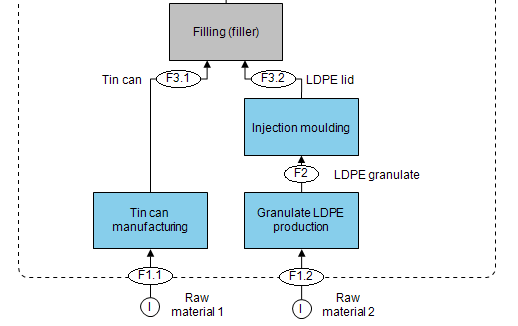 Filling (filler)
Tin can
F3.1
F3.2
LDPE lid
Injection moulding
F2
LDPE granulate
Tin can
manufacturing
Granulate LDPE
production
F1.1
F1.2
I
Raw
material 1
I
Raw
material 2